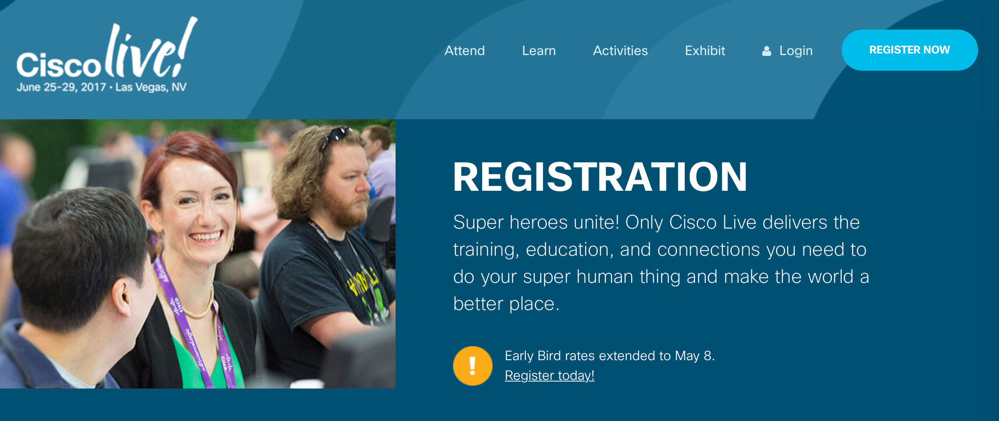 Cisco live!
June 25-29, 2017 · Las Vegas, NV
Attend
Learn
Activities
Exhibit
Login
REGISTER NOW
REGISTRATION
Super heroes unite! Only Cisco Live delivers the
training, education, and connections you need to
do your super human thing and make the world a
better place.
!
Early Bird rates extended to May 8.
Register today!
cisco
cisco